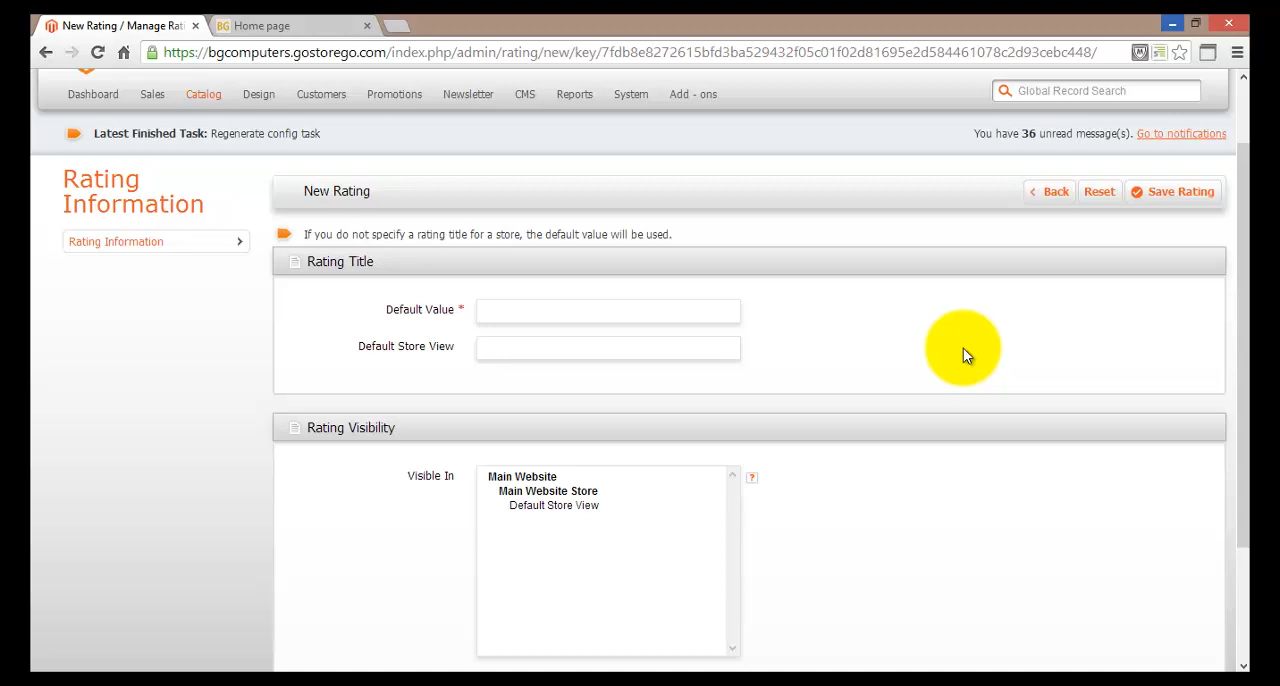 New Rating / Manage Rati
BG Home page
https://bgcomputers.gostorego.com/index.php/admin/rating/new/key/7fdb8e8272615bfd3ba529432f05c01f02d81695e2d584461078c2d93cebc448/
Dashboard Sales Catalog Design Customers Promotions Newsletter CMS Reports System Add - ons
Global Record Search
Latest Finished Task: Regenerate config task
You have 36 unread message(s). Go to notifications
Rating
Information
Rating Information
New Rating
Back Reset Save Rating
If you do not specify a rating title for a store, the default value will be used.
Rating Title
Default Value *
Default Store View
Rating Visibility
Visible In
Main Website
Main Website Store
Default Store View
?